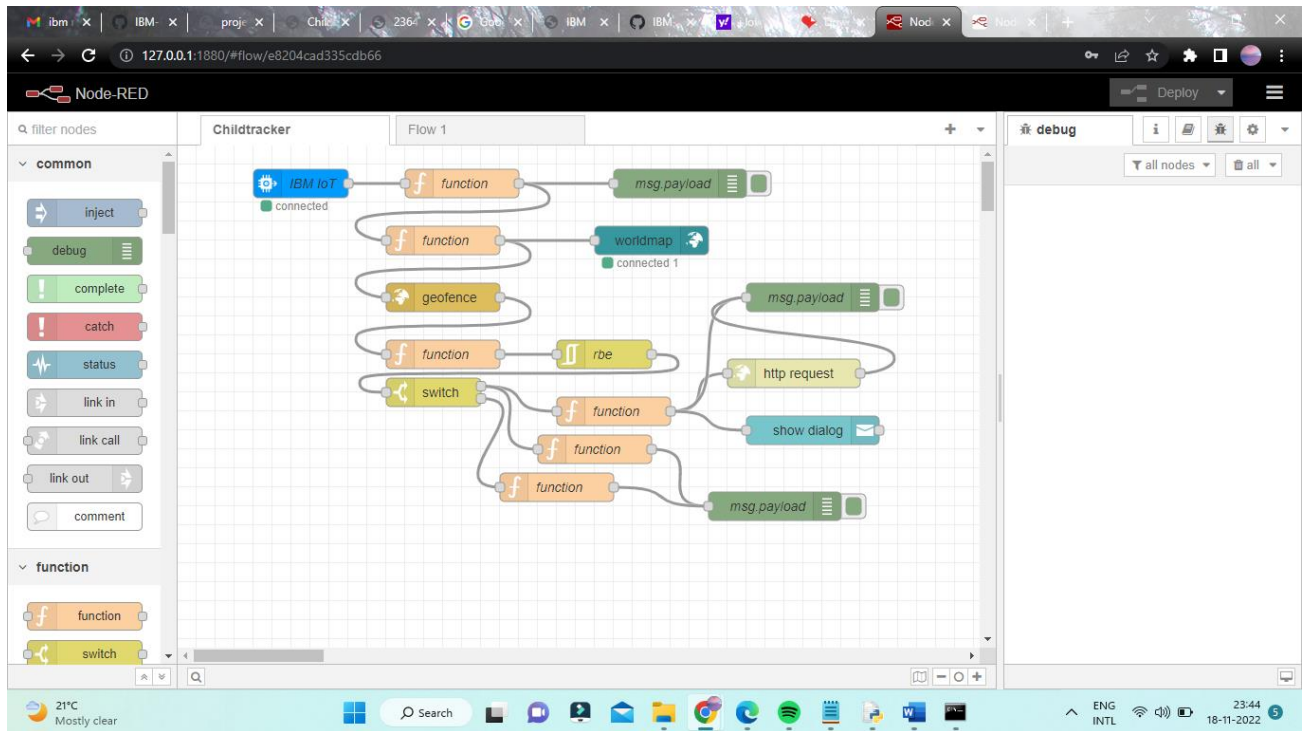 IBM-
proje
Chil
236
IBM
IBM
Nod
127.0.0.1:1880/#flow/e8204cad335cdb66
Node-RED
Deploy
filter nodes
Childtracker
Flow 1
debug
i
all nodes
all
common
inject
debug
complete
catch
status
link in
link call
link out
comment
function
function
switch
IBM IoT
connected
function
msg.payload
function
worldmap
connected 1
geofence
msg.payload
function
rbe
http request
switch
function
show dialog
function
function
msg.payload
21°C
Mostly clear
Search
ENG
INTL
23:44
18-11-2022
5